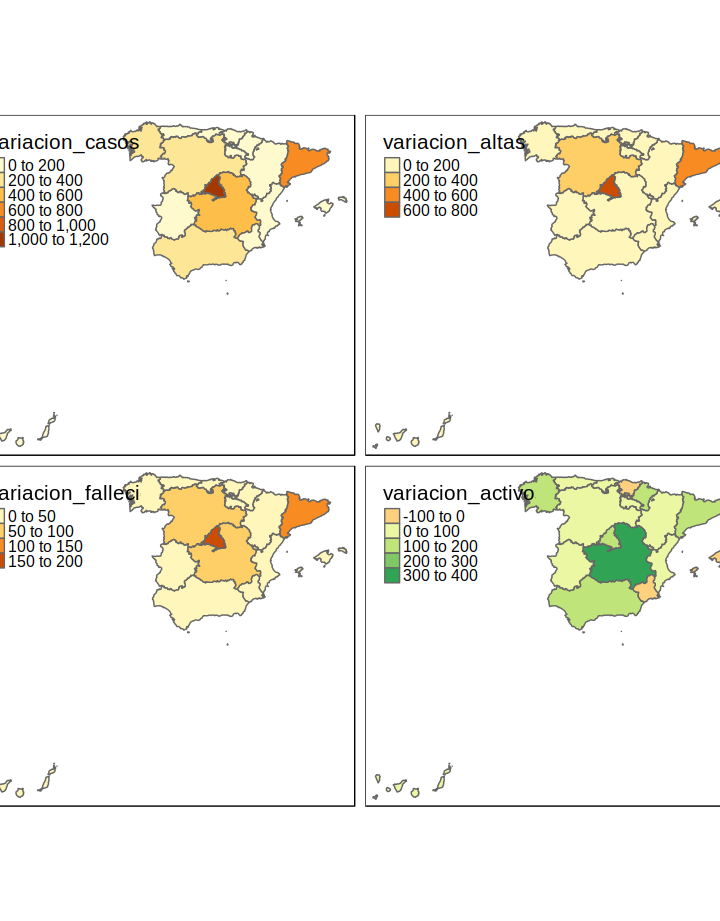 ariacion_casos
0 to 200
200 to 400
400 to 600
600 to 800
800 to 1,000
1,000 to 1,200
variacion_altas
0 to 200
200 to 400
400 to 600
600 to 800
ariacion_falleci
0 to 50
50 to 100
100 to 150
150 to 200
variacion_activo
-100 to 0
0 to 100
100 to 200
200 to 300
300 to 400